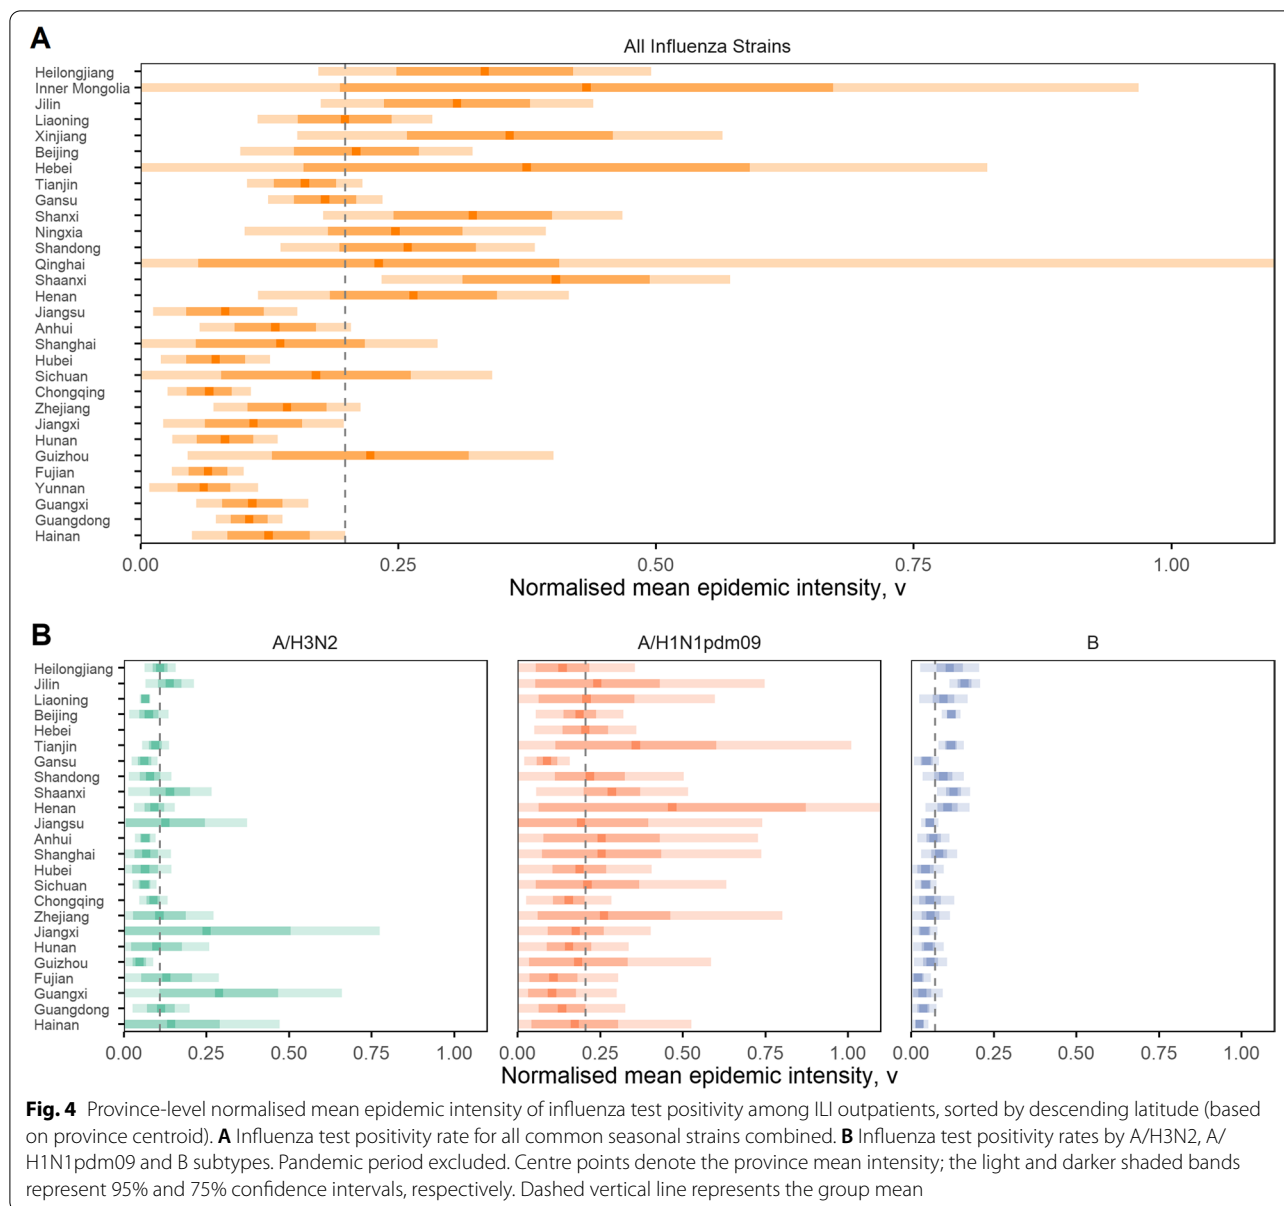 A
All Influenza Strains
Heilongjiang
Inner Mongolia
Jilin
Liaoning
Xinjiang
Beijing
Hebei
Tianjin
Gansu
Shanxi
Ningxia
Shandong
Qinghai
Shaanxi
Henan
Jiangsu
Anhui
Shanghai
Hubei
Sichuan
Chongqing
Zhejiang
Jiangxi
Hunan
Guizhou
Fujian
Yunnan
Guangxi
Guangdong
Hainan
0.00 0.25 0.50 0.75 1.00
Normalised mean epidemic intensity, v
B
A/H3N2 A/H1N1pdm09 B
Heilongjiang
Jilin
Liaoning
Beijing
Hebei
Tianjin
Gansu
Shandong
Shaanxi
Henan
Jiangsu
Anhui
Shanghai
Hubei
Sichuan
Chongqing
Zhejiang
Jiangxi
Hunan
Guizhou
Fujian
Guangxi
Guangdong
Hainan
0.00 0.25 0.50 0.75 1.00 0.00 0.25 0.50 0.75 1.00 0.00 0.25 0.50 0.75 1.00
Normalised mean epidemic intensity, v
Fig. 4 Province-level normalised mean epidemic intensity of influenza test positivity among ILI outpatients, sorted by descending latitude (based
on province centroid). A Influenza test positivity rate for all common seasonal strains combined. B Influenza test positivity rates by A/H3N2, A/
H1N1pdm09 and B subtypes. Pandemic period excluded. Centre points denote the province mean intensity; the light and darker shaded bands
represent 95% and 75% confidence intervals, respectively. Dashed vertical line represents the group mean